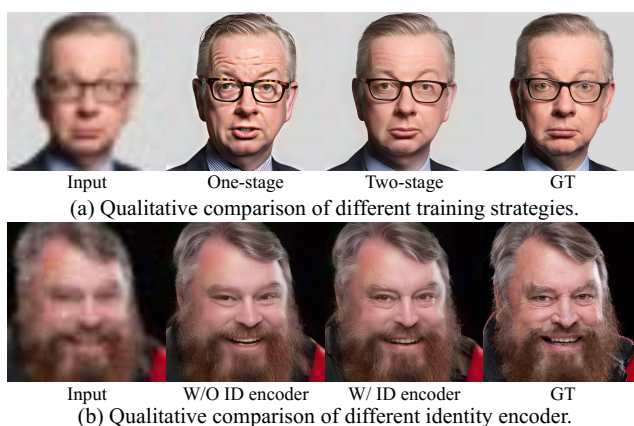 Input One-stage Two-stage GT
(a) Qualitative comparison of different training strategies.
Input W/O ID encoder W/ ID encoder GT
(b) Qualitative comparison of different identity encoder.